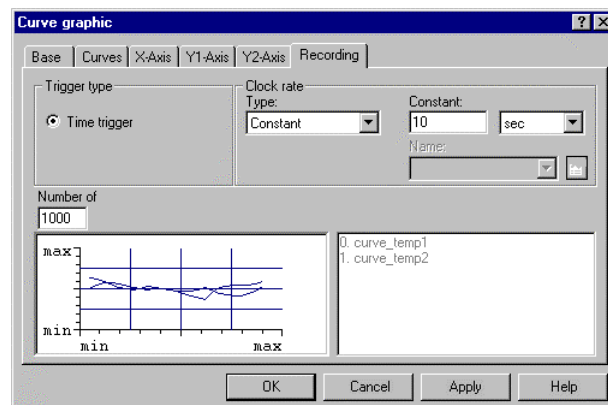 Curve graphic
Base Curves X-Axis Y1-Axis Y2-Axis Recording
Trigger type
Time trigger
Clock rate
Type:
Constant
Constant:
10 sec
Name:
Number of
1000
max
min
min max
0. curve_temp1
1. curve_temp2
OK Cancel Apply Help